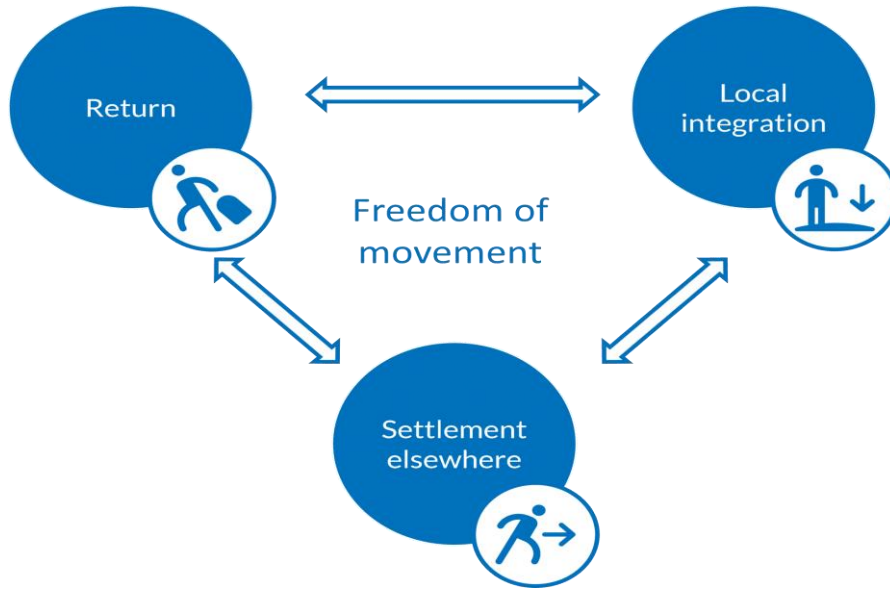 Return
Local
integration
Freedom of
movement
Settlement
elsewhere